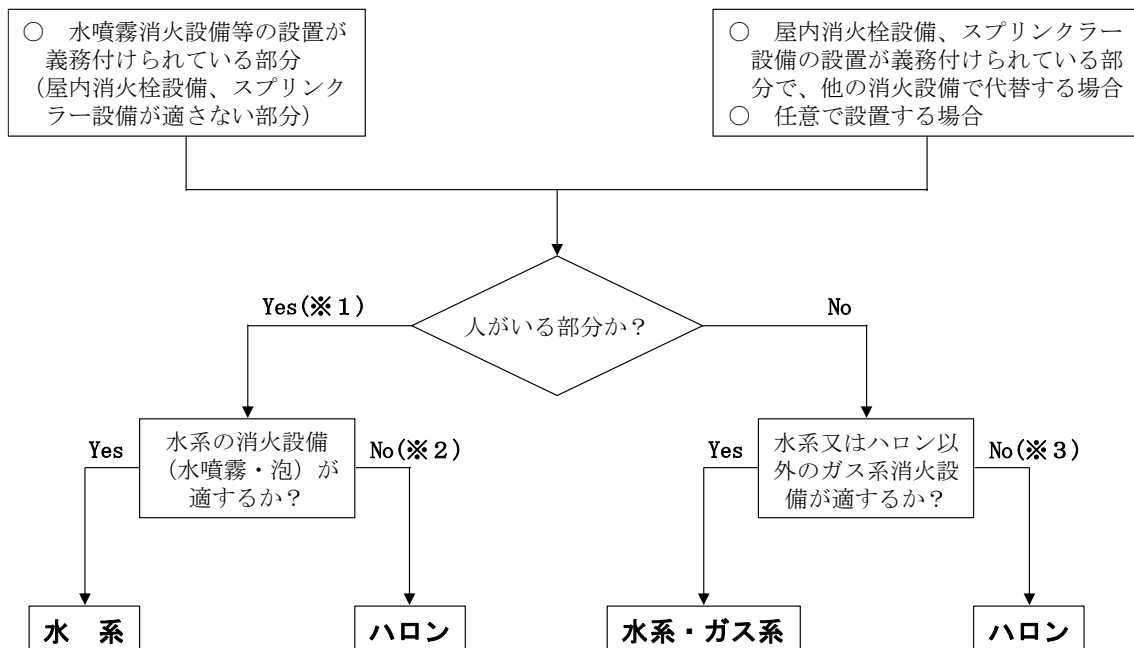 ○ 水噴霧消火設備等の設置が
義務付けられている部分
(屋内消火栓設備、スプリンク
ラー設備が適さない部分)
○ 屋内消火栓設備、スプリンクラー
設備の設置が義務付けられている部
分で、他の消火設備で代替する場合
○ 任意で設置する場合
Yes(※1)
人がいる部分か?
No
Yes
水系の消火設備
(水噴霧・泡)が
適するか?
No(※2)
Yes
水系又はハロン以
外のガス系消火設
備が適するか?
No(※3)
水 系
ハロン
水系・ガス系
ハロン